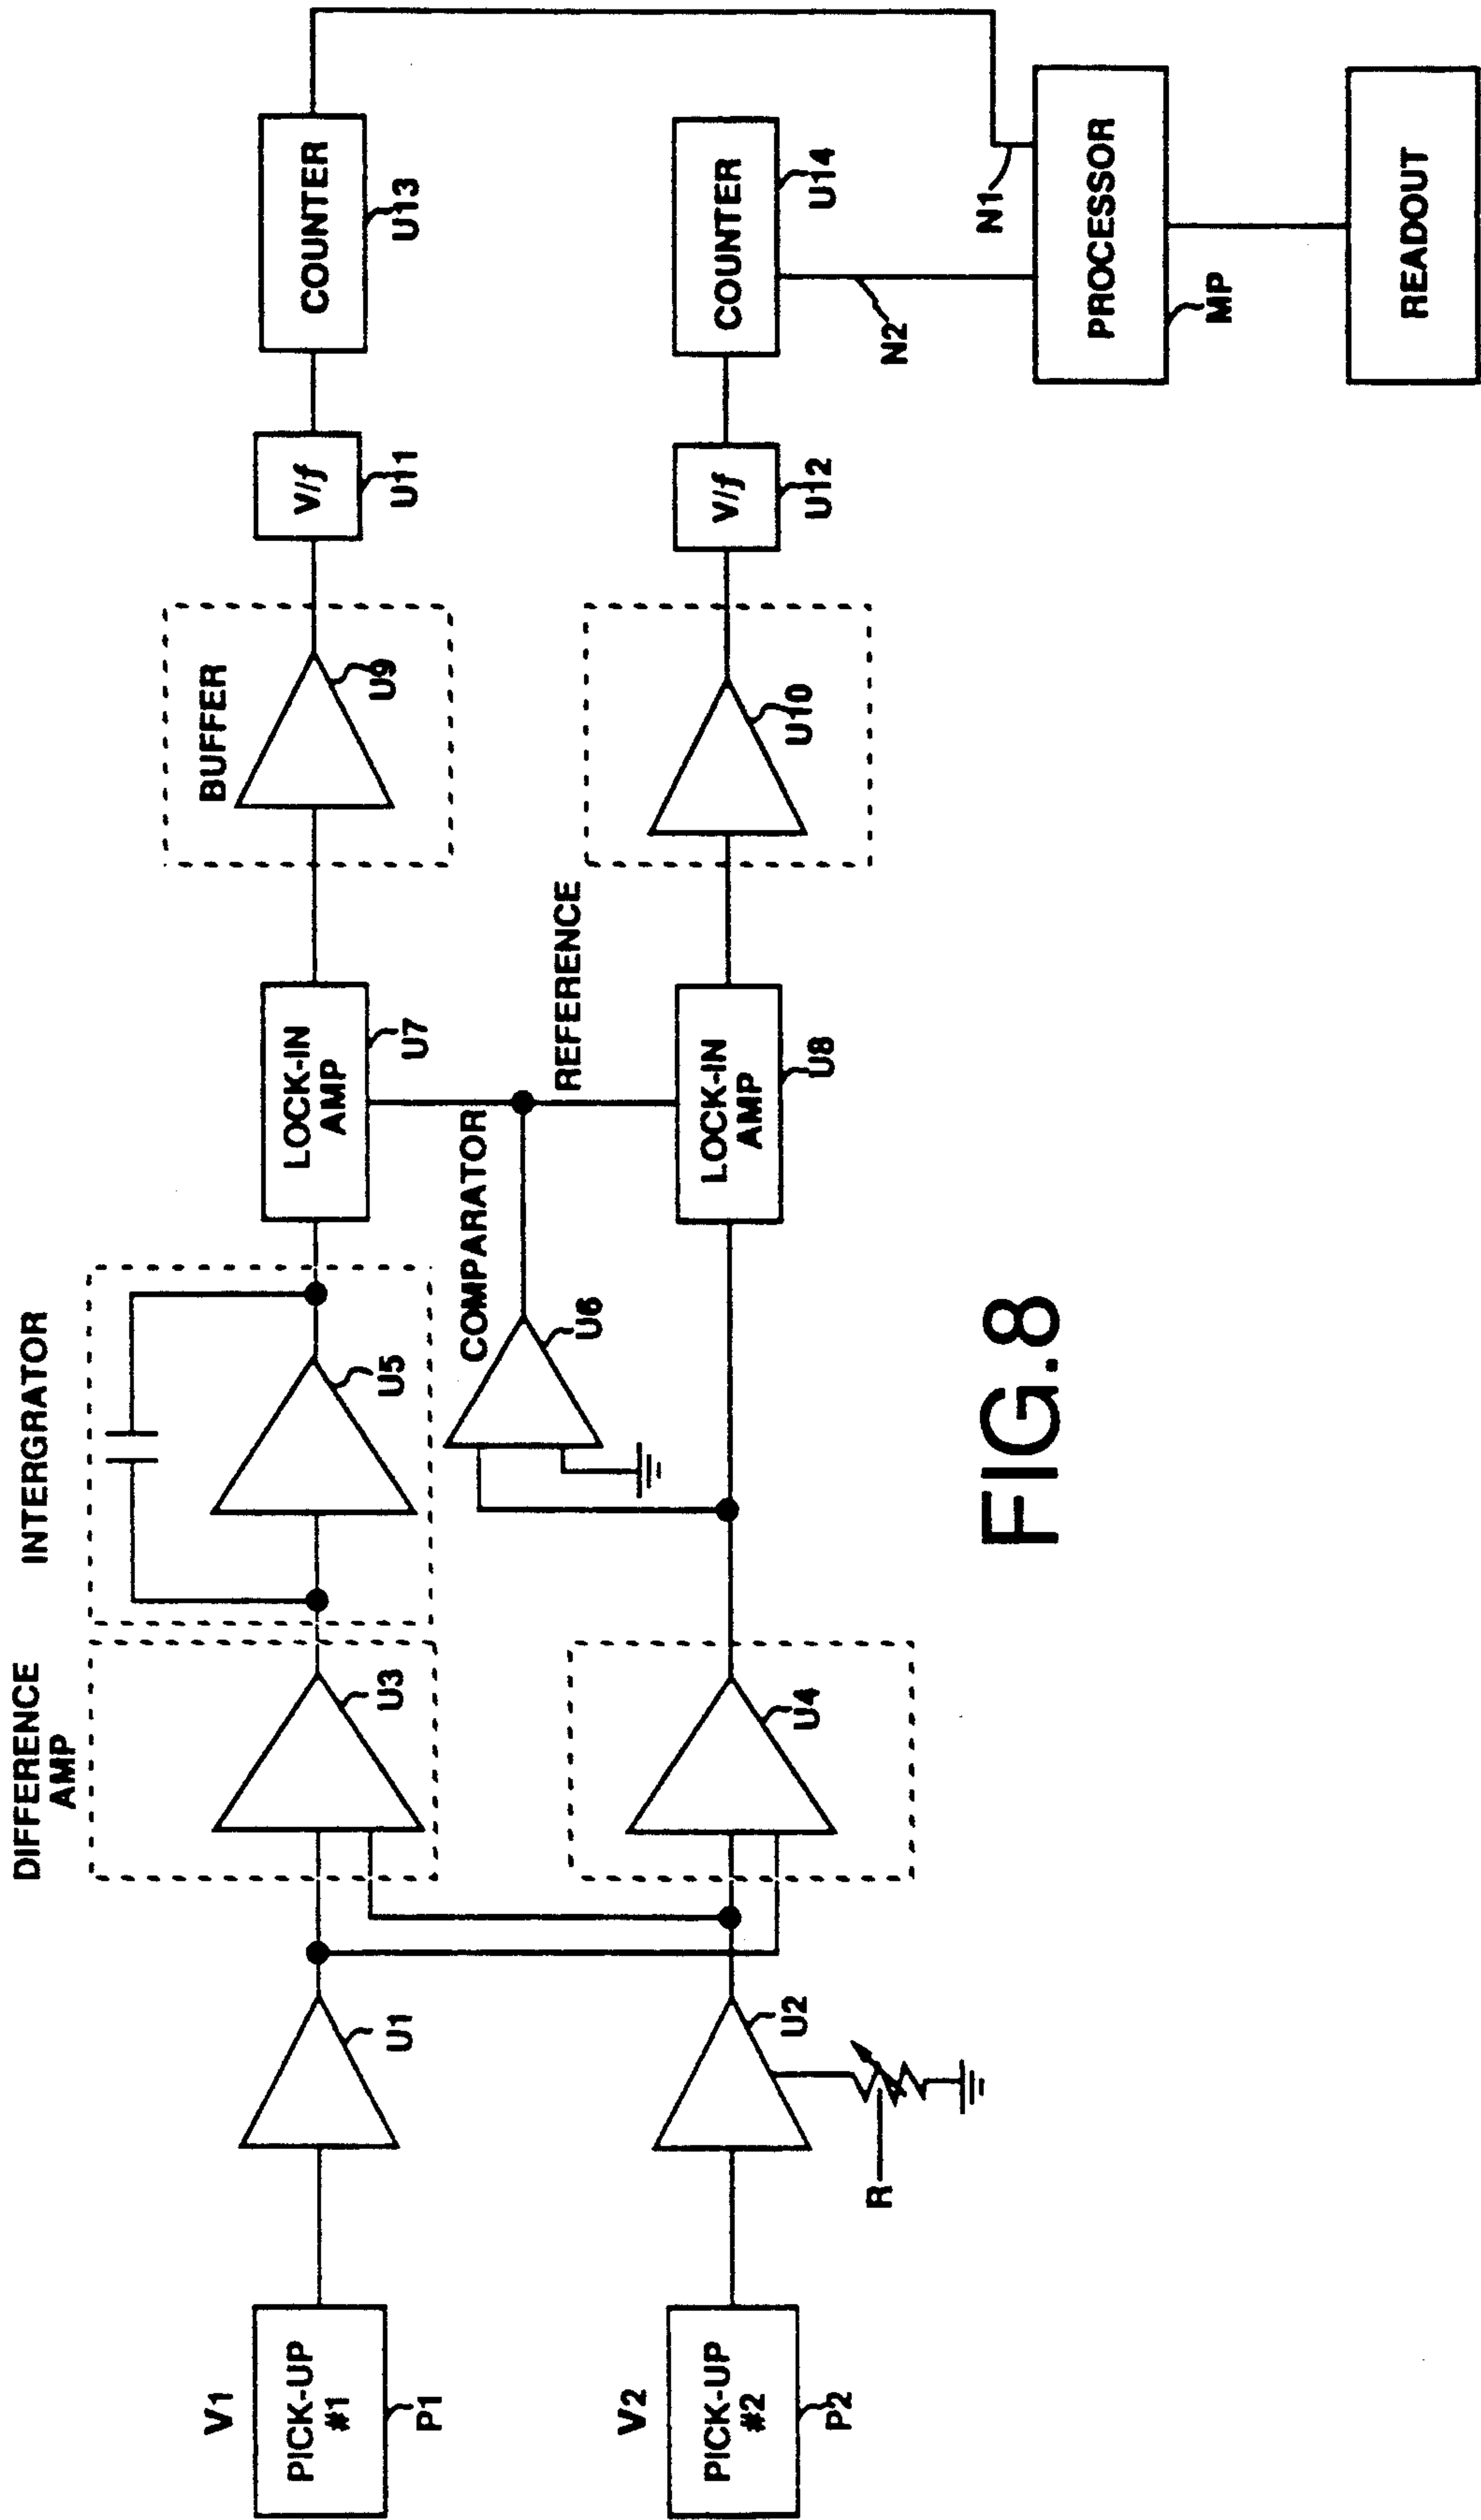 DIFFERENCE
AMP
INTERGRATOR
BUFFER
V1
PICK-UP
#1
P1
U1
U3
U5
LOCK-IN
AMP
U7
U9
V/f
U11
COUNTER
U13
COMPARATOR
U6
REFERENCE
V2
PICK-UP
#2
P2
U2
R
U4
LOCK-IN
AMP
U8
U10
V/f
U12
COUNTER
U14
N2
N1
PROCESSOR
MP
READOUT
FIG.8